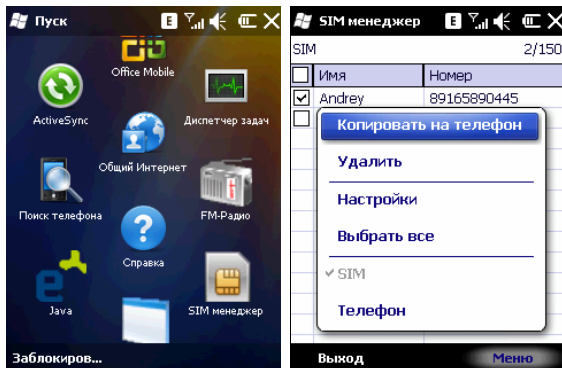 Пуск
E
Office Mobile
ActiveSync
Диспетчер задач
Общий Интернет
Поиск телефона
FM-Радио
Справка
Java
SIM менеджер
Заблокиров...
SIM менеджер
E
SIM 2/150
Имя Номер
Andrey 89165890445
Копировать на телефон
Удалить
Настройки
Выбрать все
SIM
Телефон
Выход Меню